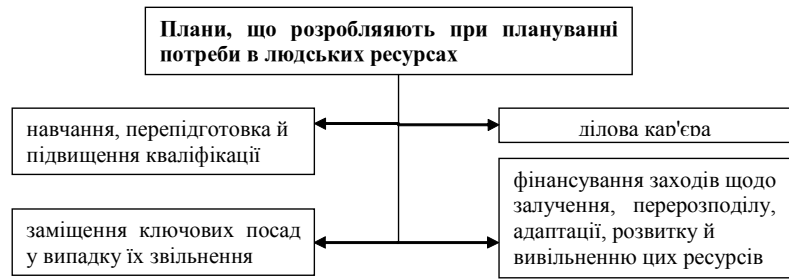 Плани, що розробляяють при плануванні
потреби в людських ресурсах
навчання, перепідготовка й
підвищення кваліфікації
ділова кар'єра
заміщення ключових посад
у випадку їх звільнення
фінансування заходів щодо
залучення, перерозподілу,
адаптації, розвитку й
вивільненню цих ресурсів